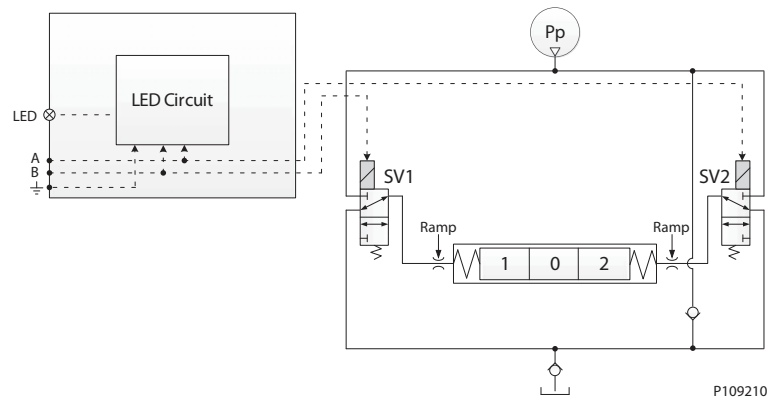 Pp
LED Circuit
LED
A
B
SV1
SV2
Ramp
Ramp
1 0 2
P109210